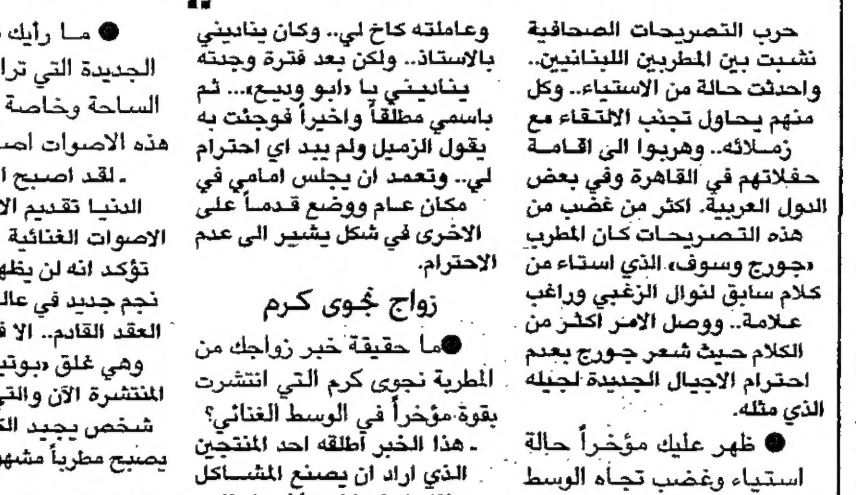 حرب التصريحات الصحافية
نشبت بين المطربين اللبنانيين..
واحدثت حالة من الاستياء.. وكل
منهم يحاول تجنب الالتقاء مع
زملائه.. وهربوا الى اقامة
حفلاتهم في القاهرة وفي بعض
الدول العربية. اكثر من غضب من
هذه التصريحات كان المطرب
«جورج وسوف» الذي استاء من
كلام سابق لنوال الزغبي وراغب
علامة.. ووصل الامر اكثر من
الكلام حيث شعر جورج بعدم
احترام الاجيال الجديدة لجيله
الذي مثله.
● ظهر عليك مؤخراً حالة
استياء وغضب تجاه الوسط
وعاملته كاخ لي.. وكان يناديني
بالاستاذ.. ولكن بعد فترة وجدته
يناديني يا «ابو وديع»... ثم
باسمي مطلقاً واخيراً فوجئت به
يقول الزميل ولم يبد اي احترام
لي.. وتعمد ان يجلس امامي في
مكان عام ووضع قدماً على
الاخرى في شكل يشير الى عدم
الاحترام.
زواج نجوى كرم
● ما حقيقة خبر زواجك من
المطربة نجوى كرم التي انتشرت
بقوة مؤخراً في الوسط الغنائي؟
- هذا الخبر أطلقه احد المنتجين
الذي اراد ان يصنع المشاكل
● ما رأيك
الجديدة التي
الساحة وخاصة
هذه الاصوات
- لقد اصبح
الدنيا تقديم
الاصوات الغنائية
تؤكد انه لن
نجم جديد في
العقد القادم.. الا
وهي غلق
المنتشرة الآن
شخص يجيد
يصبح مطرباً